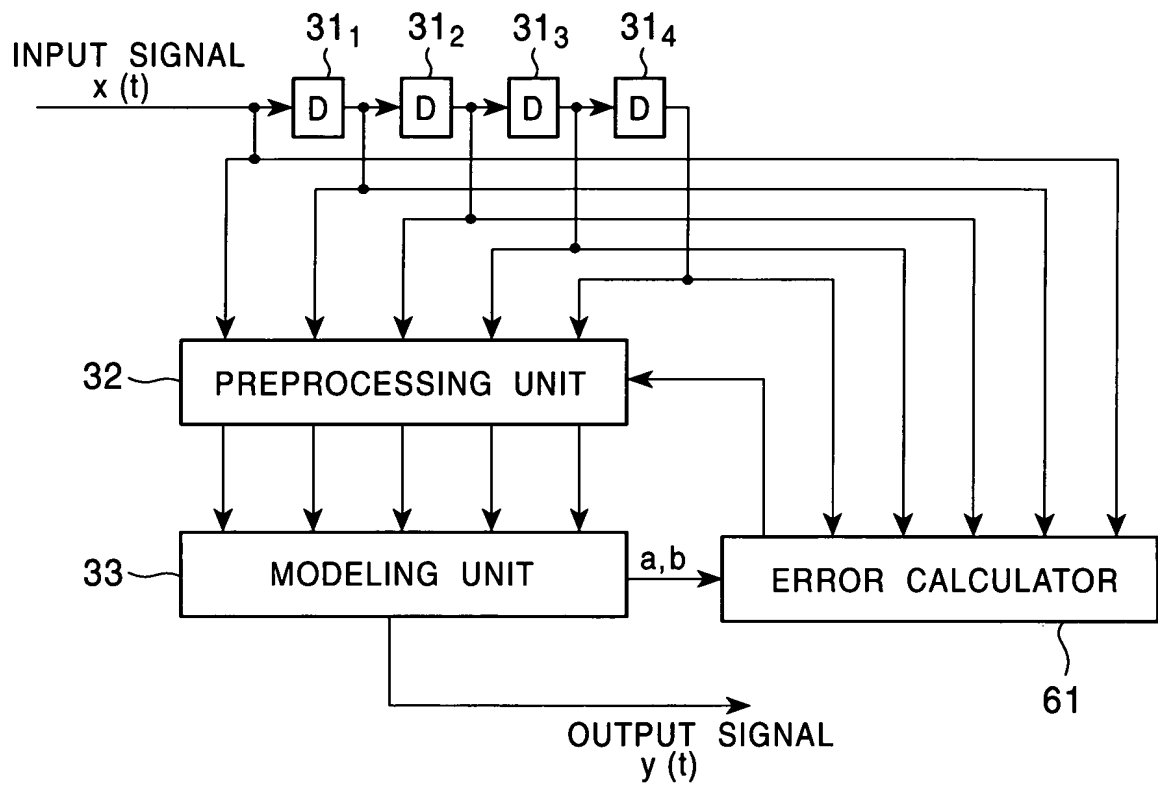 31₁ 31₂ 31₃ 31₄
INPUT SIGNAL
x (t)
D D D D
32
PREPROCESSING UNIT
33
MODELING UNIT
a,b
ERROR CALCULATOR
61
OUTPUT SIGNAL
y (t)